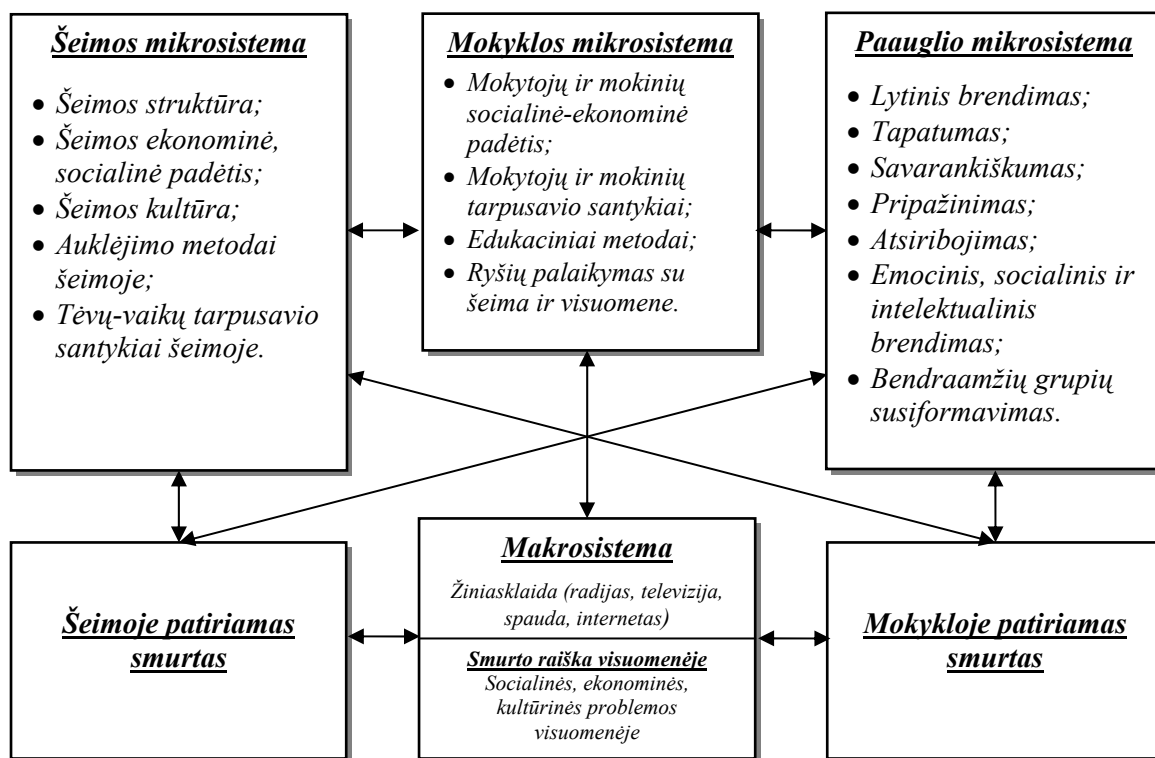 Šeimos mikrosistema
• Šeimos struktūra;
• Šeimos ekonominė,
socialinė padėtis;
• Šeimos kultūra;
• Auklėjimo metodai
šeimoje;
• Tėvų-vaikų tarpusavio
santykiai šeimoje.
Mokyklos mikrosistema
• Mokytojų ir mokinių
socialinė-ekonominė
padėtis;
• Mokytojų ir mokinių
tarpusavio santykiai;
• Edukaciniai metodai;
• Ryšių palaikymas su
šeima ir visuomene.
Paauglio mikrosistema
• Lytinis brendimas;
• Tapatumas;
• Savarankiškumas;
• Pripažinimas;
• Atsiribojimas;
• Emocinis, socialinis ir
intelektualinis
brendimas;
• Bendraamžių grupių
susiformavimas.
Šeimoje patiriamas
smurtas
Makrosistema
Žiniasklaida (radijas, televizija,
spauda, internetas)
Smurto raiška visuomenėje
Socialinės, ekonominės,
kultūrinės problemos
visuomenėje
Mokykloje patiriamas
smurtas